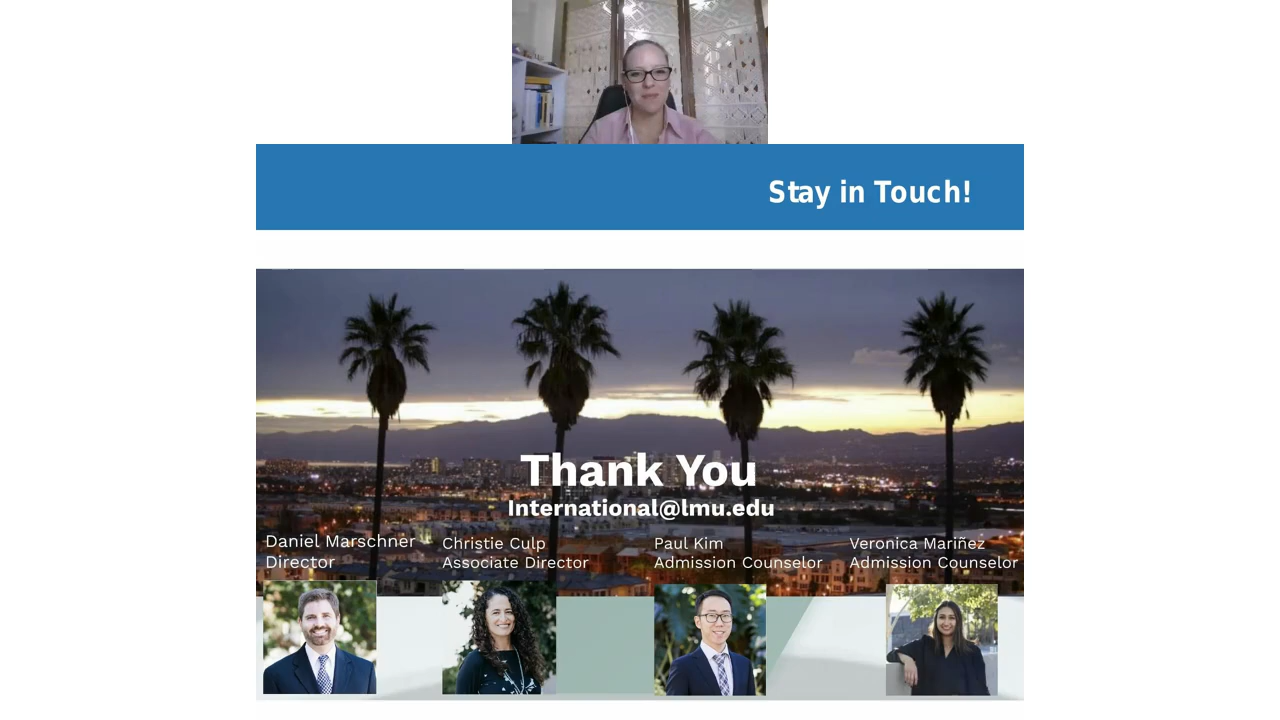 Stay in Touch!
Thank You
International@lmu.edu
Daniel Marschner
Director
Christie Culp
Associate Director
Paul Kim
Admission Counselor
Veronica Mariñez
Admission Counselor